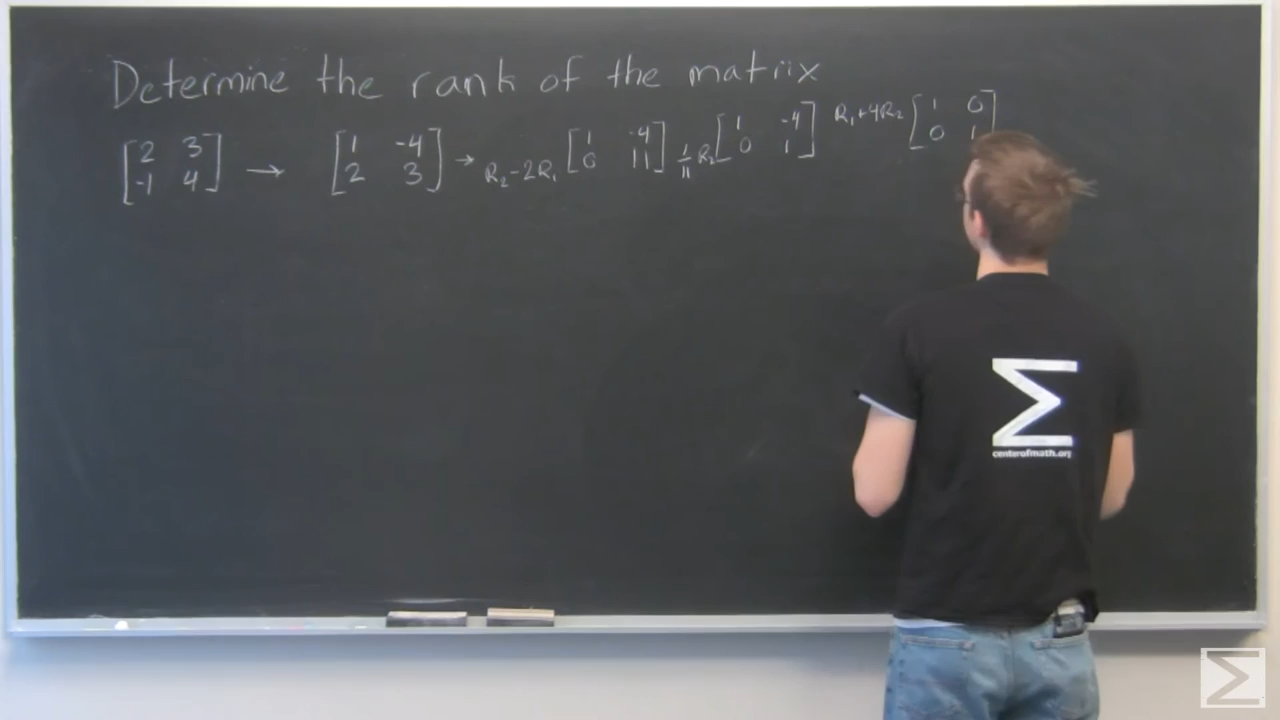 Determine the rank of the matrix
[2 3; -1 4] → [1 -4; 2 3] → R₂-2R₁ [1 -4; 0 11] 1/11 R₂ [1 -4; 0 1] R₁+4R₂ [1 0; 0 1]
Σ
centerofmath.org
Σ